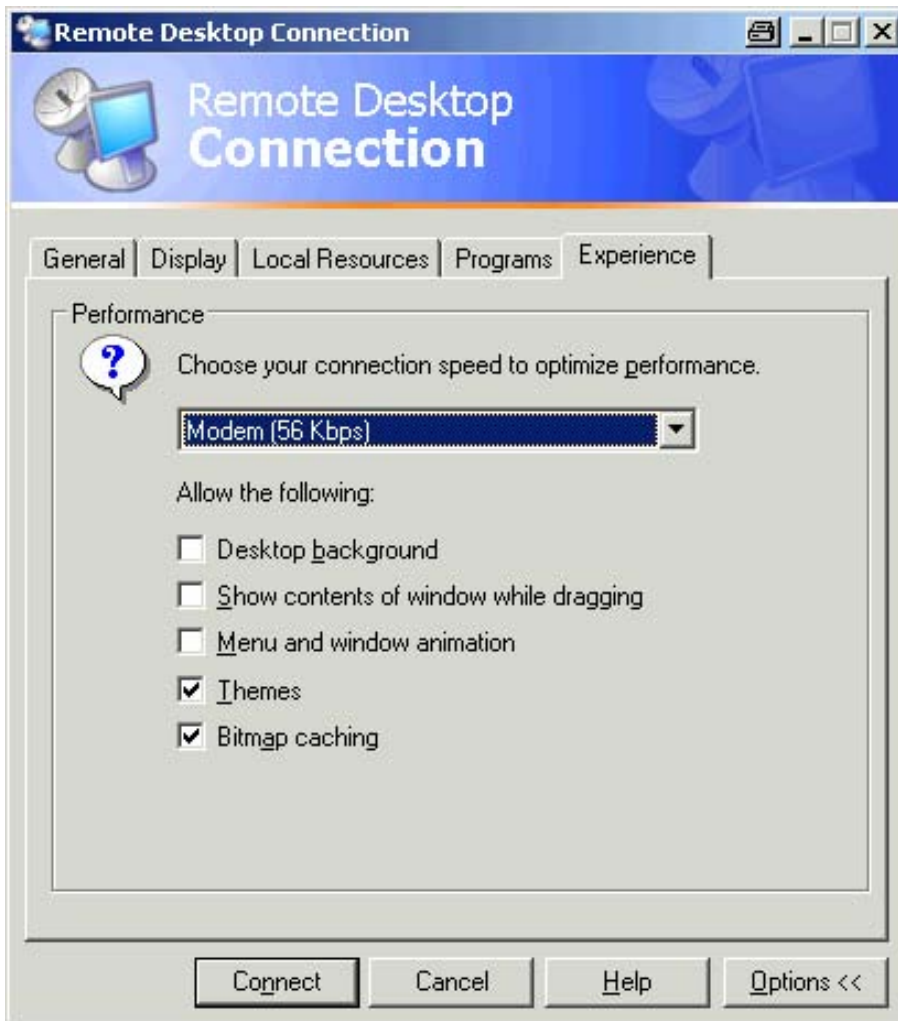 Remote Desktop Connection
Remote Desktop
Connection
General Display Local Resources Programs Experience
Performance
?
Choose your connection speed to optimize performance.
Modem (56 Kbps)
Allow the following:
Desktop background
Show contents of window while dragging
Menu and window animation
Themes
Bitmap caching
Connect Cancel Help Options <<